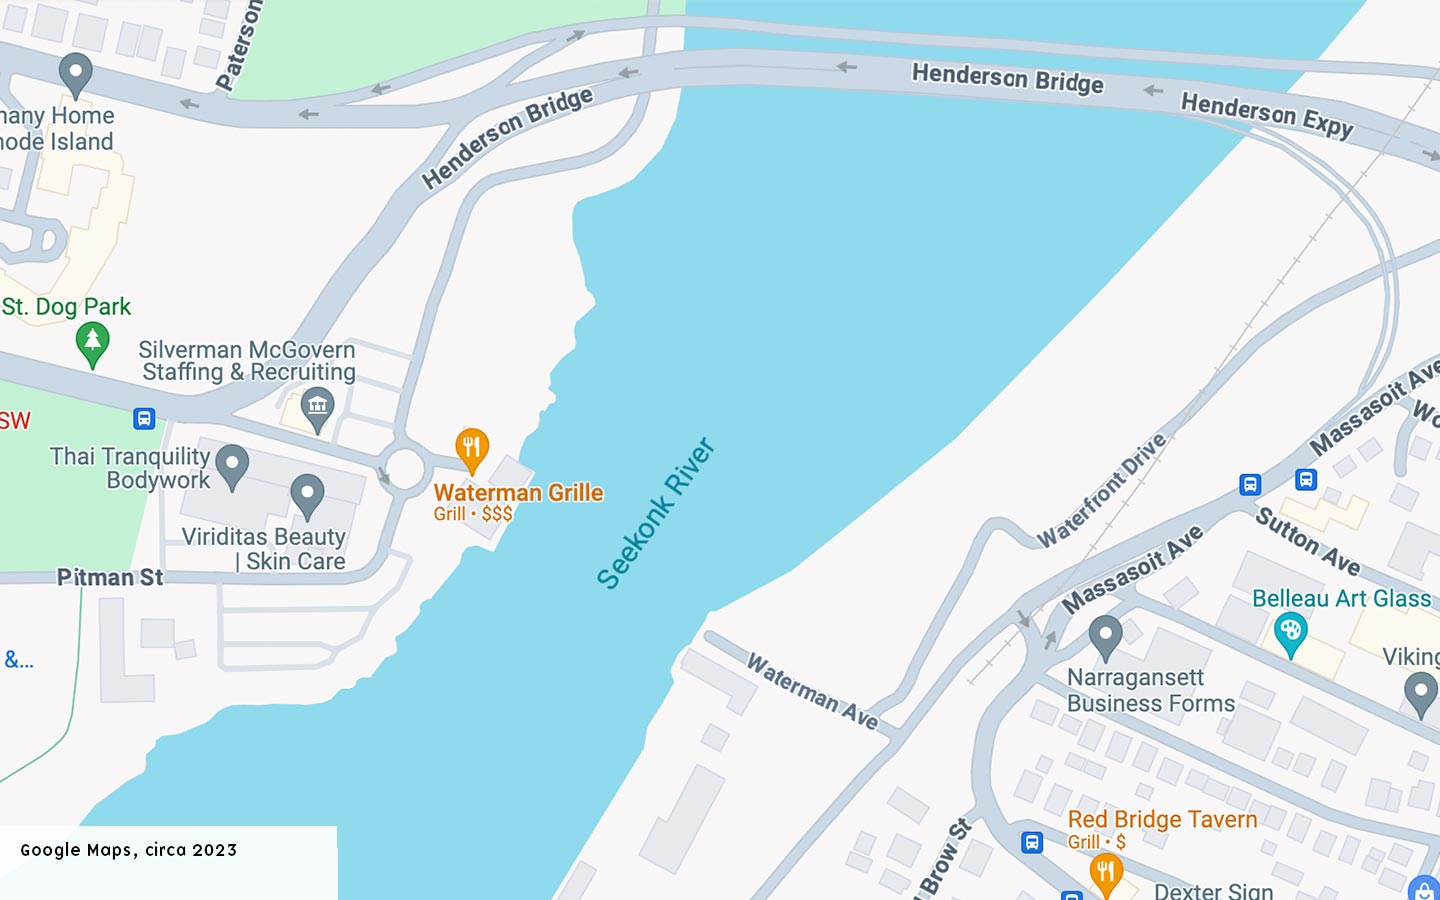 Paterson
Henderson Bridge
Henderson Expy
Henderson Bridge
many Home
hode Island
St. Dog Park
Silverman McGovern
Staffing & Recruiting
SW
Thai Tranquility
Bodywork
Waterman Grille
Grill • $$$
Viriditas Beauty
| Skin Care
Pitman St
&...
Seekonk River
Massasoit Ave
Wo
Waterfront Drive
Sutton Ave
Massasoit Ave
Belleau Art Glass
Viking
Narragansett
Business Forms
Waterman Ave
Red Bridge Tavern
Grill • $
Brow St
Dexter Sign
Google Maps, circa 2023